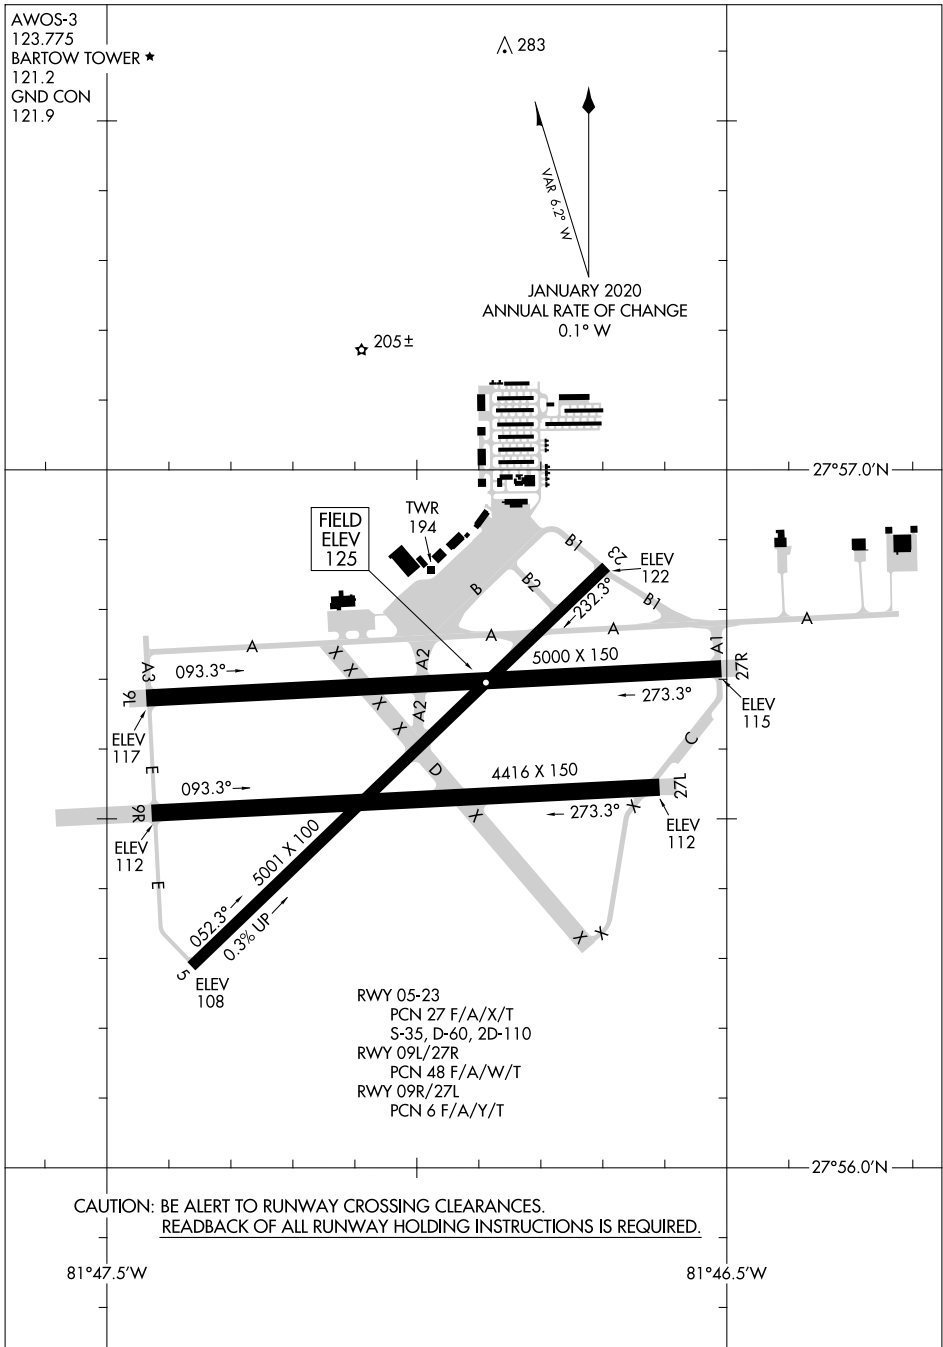 AWOS-3
123.775
BARTOW TOWER ★
121.2
GND CON
121.9
283
VAR 6.2° W
JANUARY 2020
ANNUAL RATE OF CHANGE
0.1° W
205±
27°57.0'N
FIELD
ELEV
125
TWR
194
B1
23
ELEV
122
B
B2
B1
232.3°
A
A
A
A
A3
093.3°
X
X
A2
5000 X 150
A1
27R
9L
X
A2
273.3°
ELEV
115
ELEV
117
X
C
E
D
093.3°
4416 X 150
27L
9R
X
273.3°
X
ELEV
112
ELEV
112
E
5001 X 100
052.3°
0.3% UP
X
X
5
ELEV
108
RWY 05-23
PCN 27 F/A/X/T
S-35, D-60, 2D-110
RWY 09L/27R
PCN 48 F/A/W/T
RWY 09R/27L
PCN 6 F/A/Y/T
27°56.0'N
CAUTION: BE ALERT TO RUNWAY CROSSING CLEARANCES.
READBACK OF ALL RUNWAY HOLDING INSTRUCTIONS IS REQUIRED.
81°47.5'W
81°46.5'W